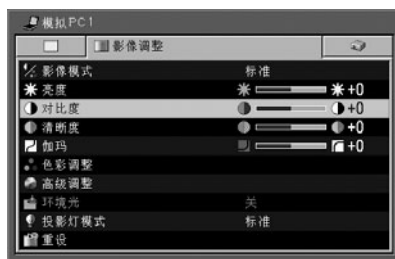 模拟PC1
影像调整
影像模式 标准
亮度 +0
对比度 +0
清晰度 +0
伽玛 +0
色彩调整
高级调整
环境光 关
投影灯模式 标准
重设